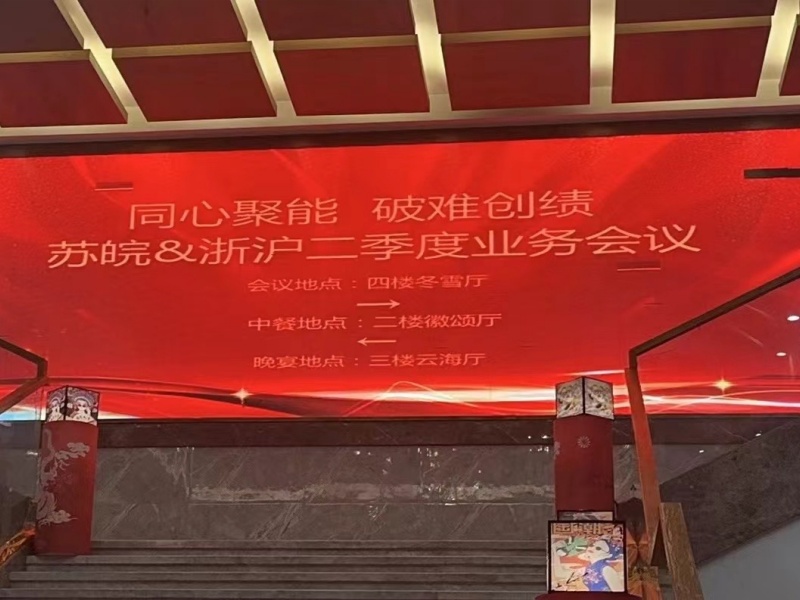 同心聚能 破难创绩
苏皖&浙沪二季度业务会议
会议地点：四楼冬雪厅
→
中餐地点：二楼徽颂厅
←
晚宴地点：三楼云海厅